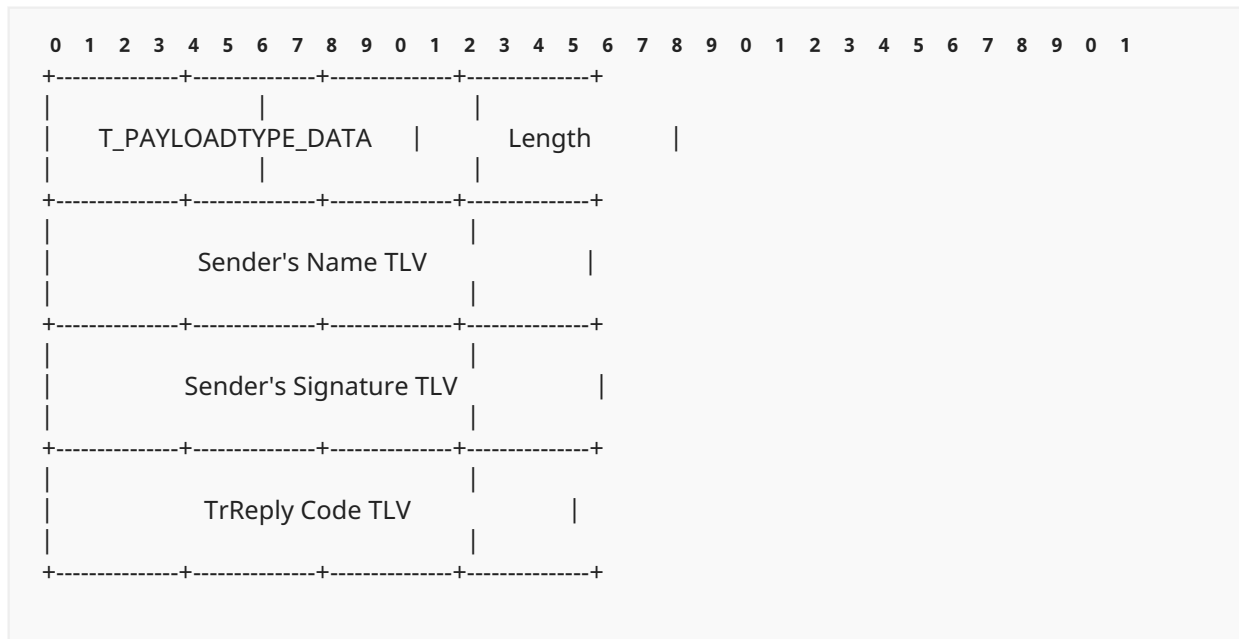 0 1 2 3 4 5 6 7 8 9 0 1 2 3 4 5 6 7 8 9 0 1 2 3 4 5 6 7 8 9 0 1
+---------------+---------------+---------------+---------------+
| | |
| T_PAYLOADTYPE_DATA | Length |
| | |
+---------------+---------------+---------------+---------------+
| |
| Sender's Name TLV |
| |
+---------------+---------------+---------------+---------------+
| |
| Sender's Signature TLV |
| |
+---------------+---------------+---------------+---------------+
| |
| TrReply Code TLV |
| |
+---------------+---------------+---------------+---------------+